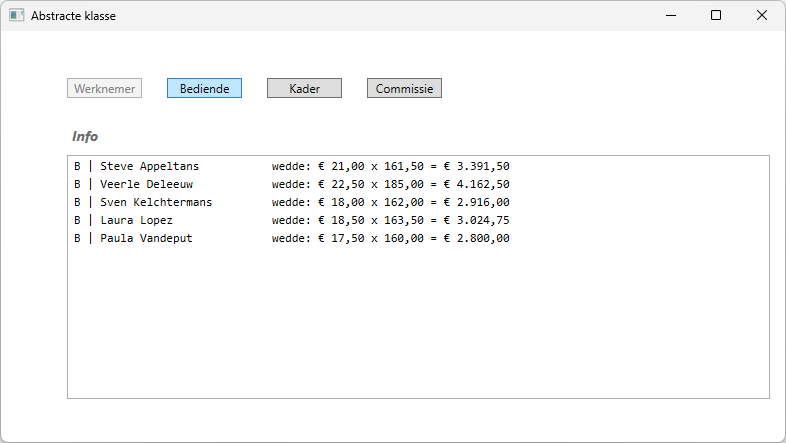 Abstracte klasse
Werknemer Bediende Kader Commissie
Info
B | Steve Appeltans wedde: € 21,00 x 161,50 = € 3.391,50
B | Veerle Deleeuw wedde: € 22,50 x 185,00 = € 4.162,50
B | Sven Kelchtermans wedde: € 18,00 x 162,00 = € 2.916,00
B | Laura Lopez wedde: € 18,50 x 163,50 = € 3.024,75
B | Paula Vandeput wedde: € 17,50 x 160,00 = € 2.800,00